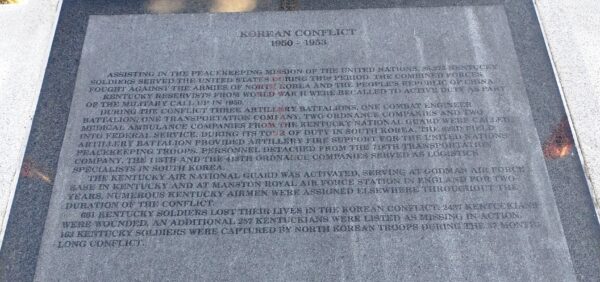 KOREAN CONFLICT
1950 - 1953
ASSISTING IN THE PEACEKEEPING MISSION OF THE UNITED NATIONS, KENTUCKY
SOLDIERS SERVED THE UNITED STATES DURING THIS PERIOD. THE COMBINED FORCES
FOUGHT AGAINST THE ARMIES OF NORTH KOREA AND THE PEOPLE'S REPUBLIC OF CHINA.
KENTUCKY RESERVISTS FROM WORLD WAR II WERE RECALLED TO ACTIVE DUTY AS PART
OF THE MILITARY CALL UP IN 1950.
DURING THE CONFLICT THREE ARTILLERY BATTALIONS, ONE COMBAT ENGINEER
BATTALION, ONE TRANSPORTATION COMPANY, TWO ORDNANCE COMPANIES AND TWO
MEDICAL AMBULANCE COMPANIES FROM THE KENTUCKY NATIONAL GUARD WERE CALLED
INTO FEDERAL SERVICE. DURING ITS TOUR OF DUTY IN SOUTH KOREA, THE FIELD
ARTILLERY BATTALION PROVIDED ARTILLERY FIRE SUPPORT FOR THE UNITED NATIONS
PEACEKEEPING TROOPS. PERSONNEL DETACHED FROM THE TRANSPORTATION
COMPANY, THE AND THE ORDNANCE COMPANIES SERVED AS LOGISTICS
SPECIALISTS IN SOUTH KOREA.
THE KENTUCKY AIR NATIONAL GUARD WAS ACTIVATED, SERVING AT GODMAN AIR FORCE
BASE IN KENTUCKY AND AT MANSTON ROYAL AIR FORCE STATION IN ENGLAND FOR TWO
YEARS. NUMEROUS KENTUCKY AIRMEN WERE ASSIGNED ELSEWHERE THROUGHOUT THE
DURATION OF THE CONFLICT.
KENTUCKY SOLDIERS LOST THEIR LIVES IN THE KOREAN CONFLICT. 2437 KENTUCKIANS
WERE WOUNDED. AN ADDITIONAL 257 KENTUCKIANS WERE LISTED AS MISSING IN ACTION.
KENTUCKY SOLDIERS WERE CAPTURED BY NORTH KOREAN TROOPS DURING THE 37 MONTH
LONG CONFLICT.